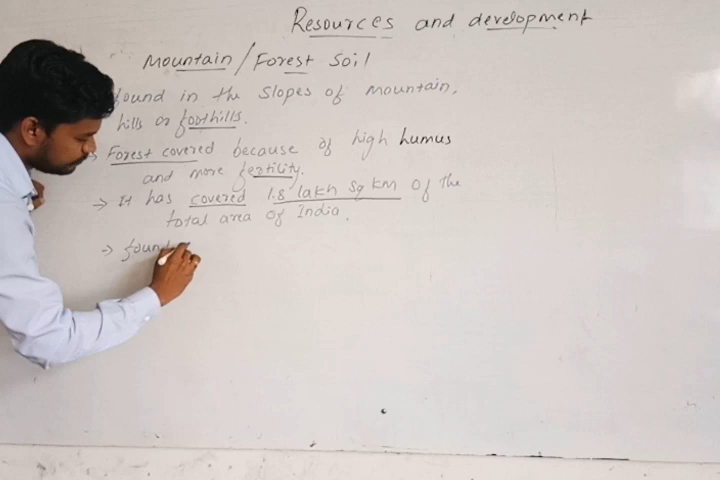 Resources and development
Mountain/Forest Soil
found in the slopes of mountain,
hills or foothills.
→ Forest covered because of high humus
and more fertility.
→ It has covered 1.8 lakh sq km of the
total area of India.
→ found